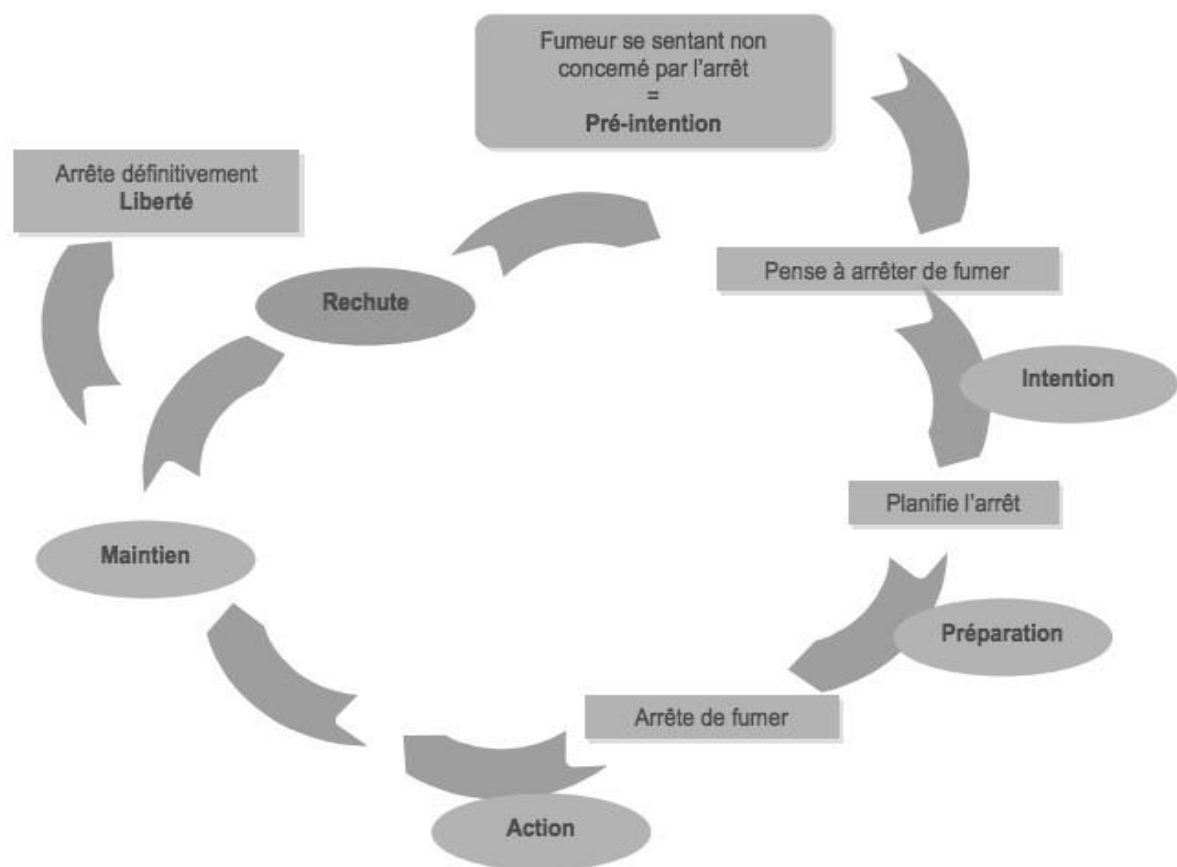 Fumeur se sentant non
concerné par l'arrêt
=
Pré-intention
Pense à arrêter de fumer
Intention
Planifie l'arrêt
Préparation
Arrête de fumer
Action
Maintien
Rechute
Arrête définitivement
Liberté